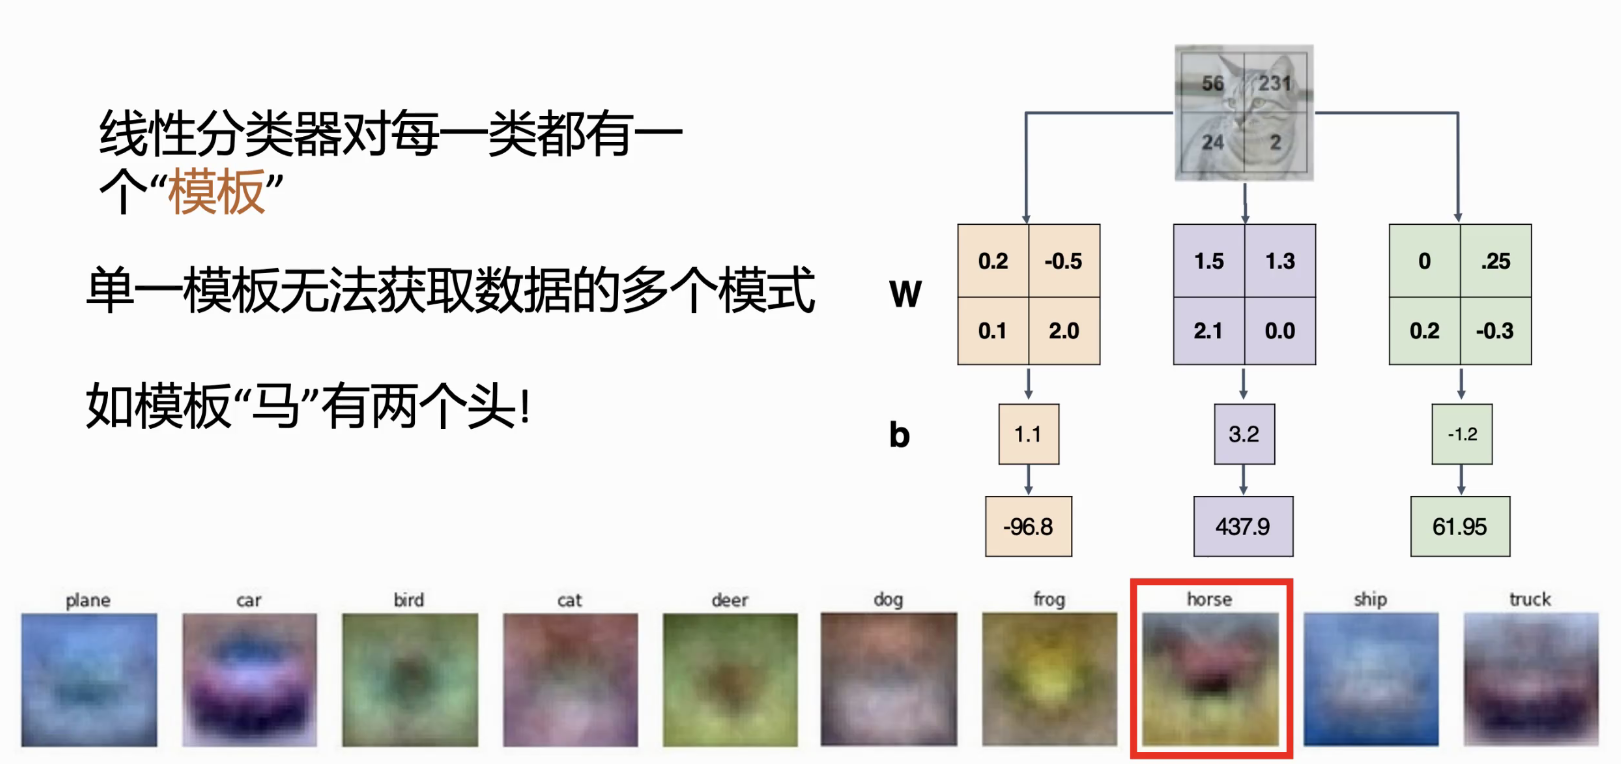 线性分类器对每一类都有一
个“模板”
单一模板无法获取数据的多个模式
如模板“马”有两个头!
56 231
24 2
W
0.2 -0.5 1.5 1.3 0 .25
0.1 2.0 2.1 0.0 0.2 -0.3
b
1.1 3.2 -1.2
-96.8 437.9 61.95
plane car bird cat deer dog frog horse ship truck